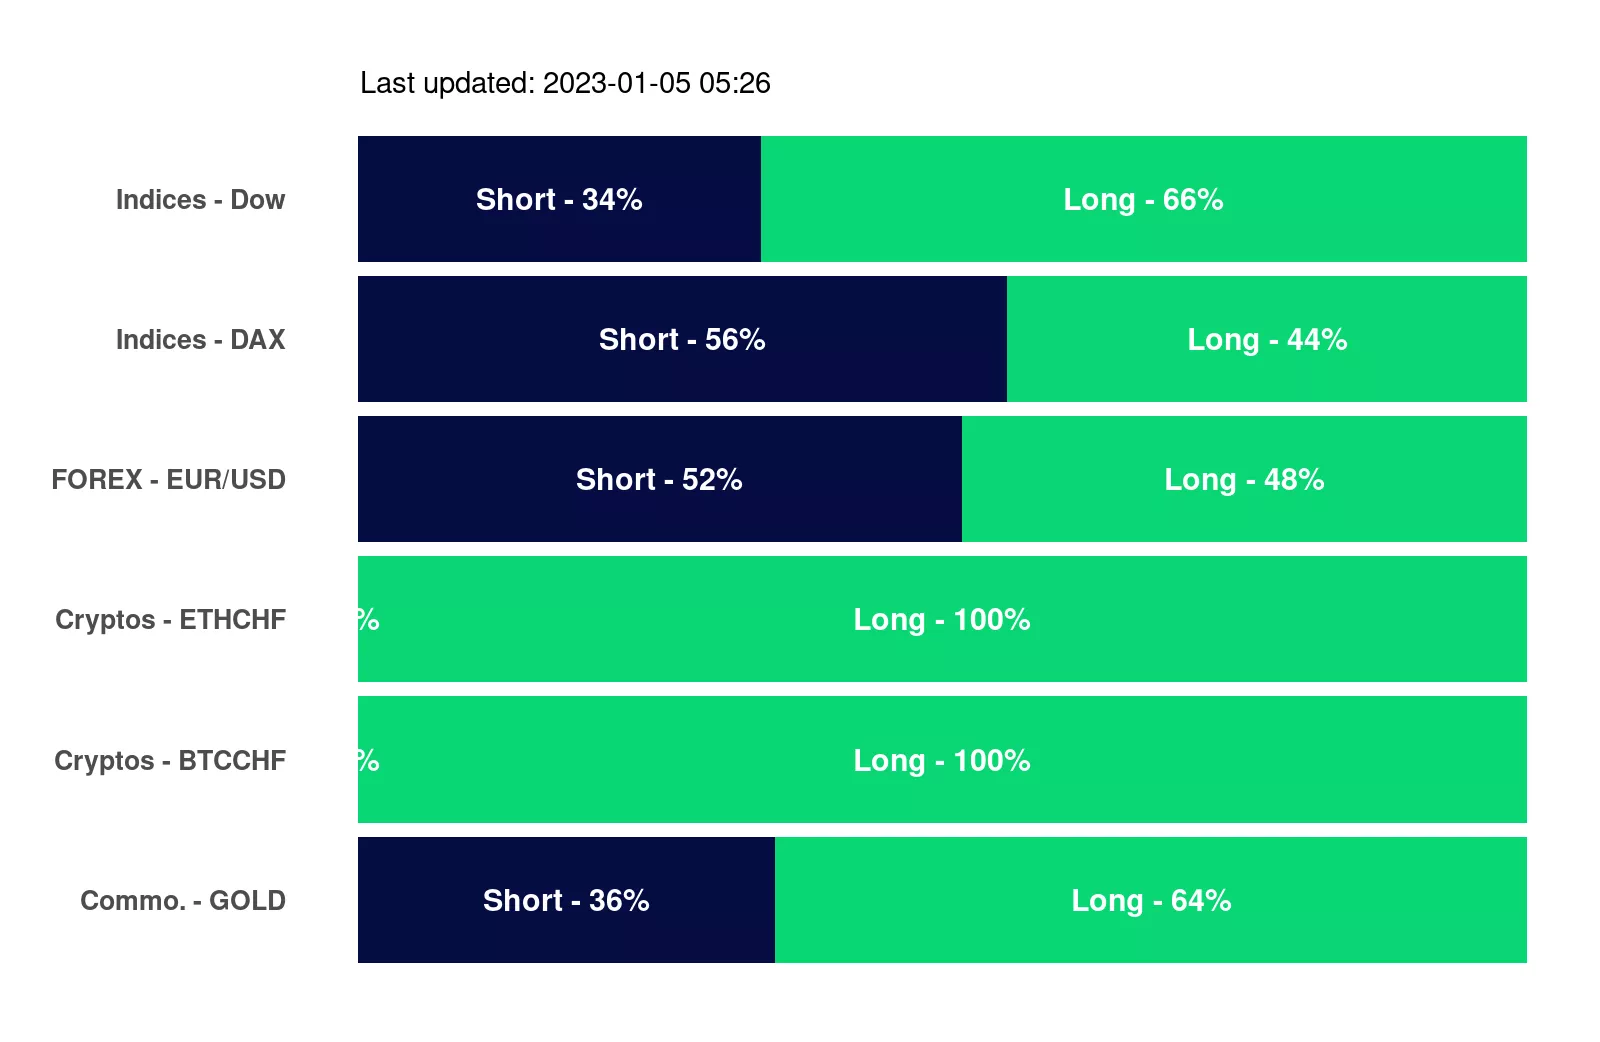 Last updated: 2023-01-05 05:26
Indices - Dow Short - 34% Long - 66%
Indices - DAX Short - 56% Long - 44%
FOREX - EUR/USD Short - 52% Long - 48%
Cryptos - ETHCHF % Long - 100%
Cryptos - BTCCHF % Long - 100%
Commo. - GOLD Short - 36% Long - 64%